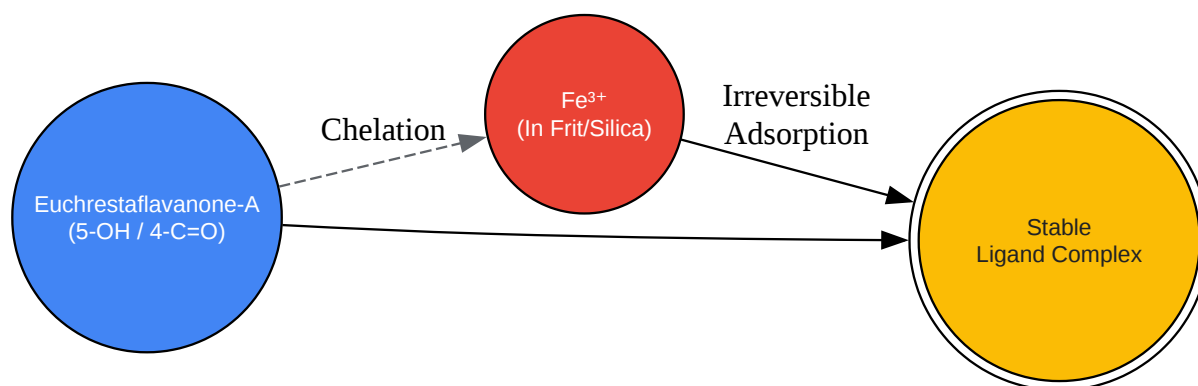 Euchrestaflavanone-A
(5-OH / 4-C=O)
Chelation
Fe³⁺
(In Frit/Silica)
Irreversible
Adsorption
Stable
Ligand Complex